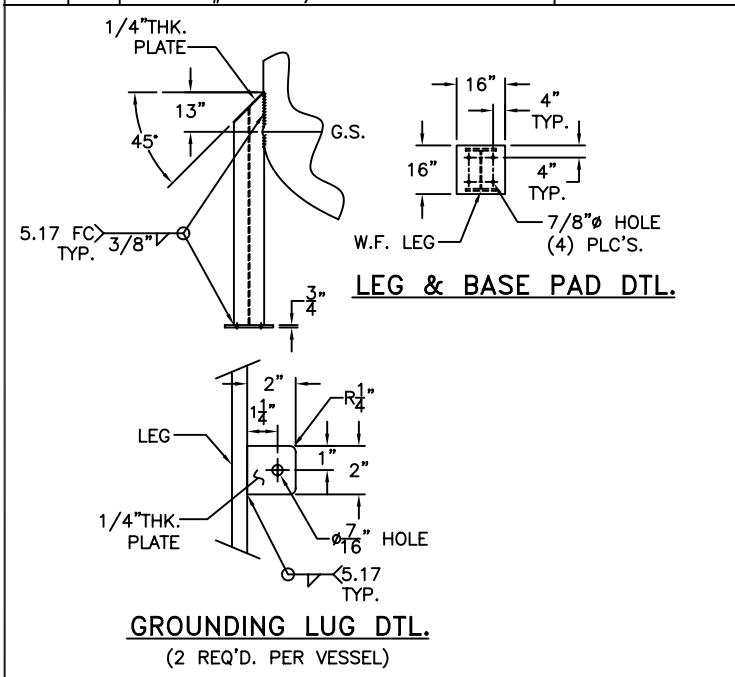 1/4"THK.
PLATE
13"
45°
G.S.
5.17 FC
TYP.
3/8"
3/4"
16"
4"
TYP.
16"
4"
TYP.
7/8"ø HOLE
(4) PLC'S.
W.F. LEG
LEG & BASE PAD DTL.
2"
1 1/4"
R1/4"
LEG
1"
2"
1/4"THK.
PLATE
ø7/16" HOLE
5.17
TYP.
GROUNDING LUG DTL.
(2 REQ'D. PER VESSEL)